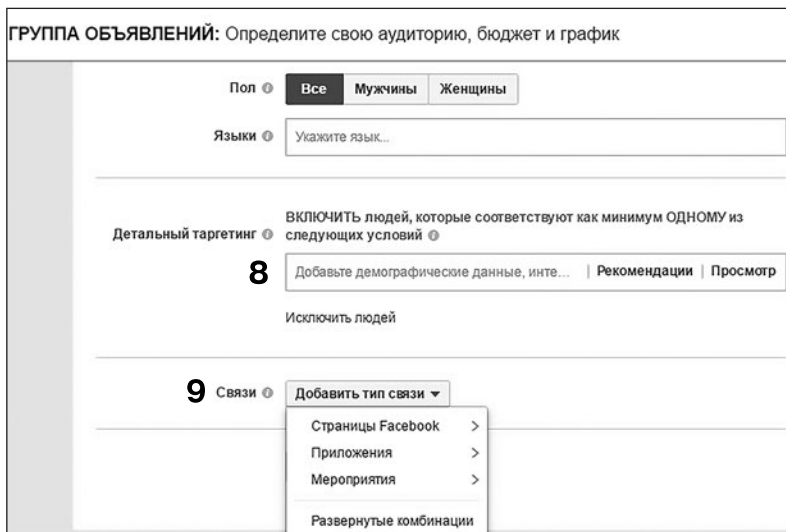 ГРУППА ОБЪЯВЛЕНИЙ: Определите свою аудиторию, бюджет и график
Пол Все Мужчины Женщины
Языки Укажите язык...
ВКЛЮЧИТЬ людей, которые соответствуют как минимум ОДНОМУ из
Детальный таргетинг следующих условий
8 Добавьте демографические данные, инте... | Рекомендации | Просмотр
Исключить людей
9 Связи Добавить тип связи
Страницы Facebook >
Приложения >
Мероприятия >
Развернутые комбинации